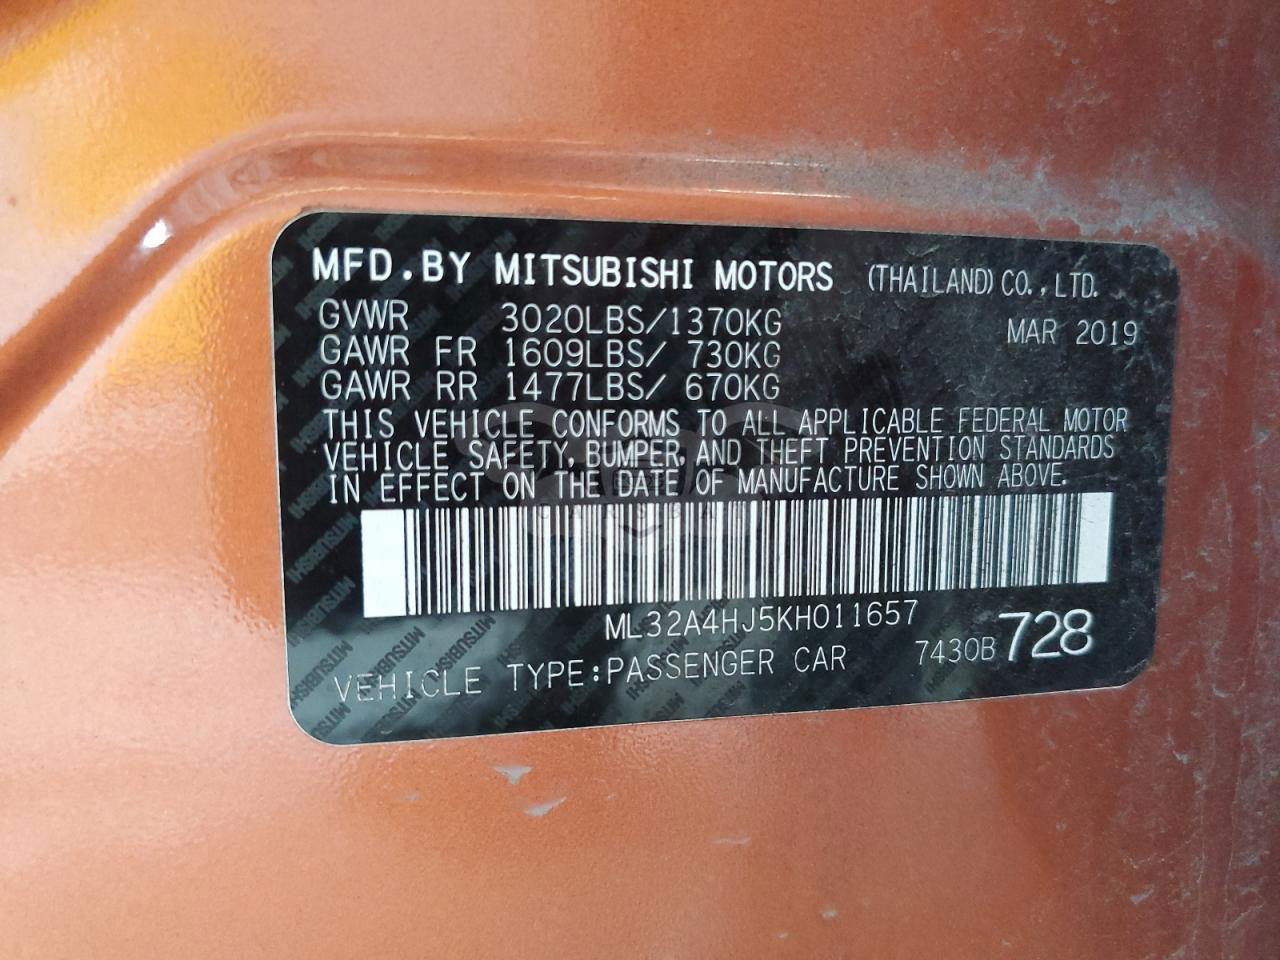 MFD.BY MITSUBISHI MOTORS (THAILAND) CO.,LTD.
GVWR 3020LBS/1370KG MAR 2019
GAWR FR 1609LBS/ 730KG
GAWR RR 1477LBS/ 670KG
THIS VEHICLE CONFORMS TO ALL APPLICABLE FEDERAL MOTOR
VEHICLE SAFETY, BUMPER, AND THEFT PREVENTION STANDARDS
IN EFFECT ON THE DATE OF MANUFACTURE SHOWN ABOVE.
ML32A4HJ5KH011657
VEHICLE TYPE:PASSENGER CAR 7430B 728